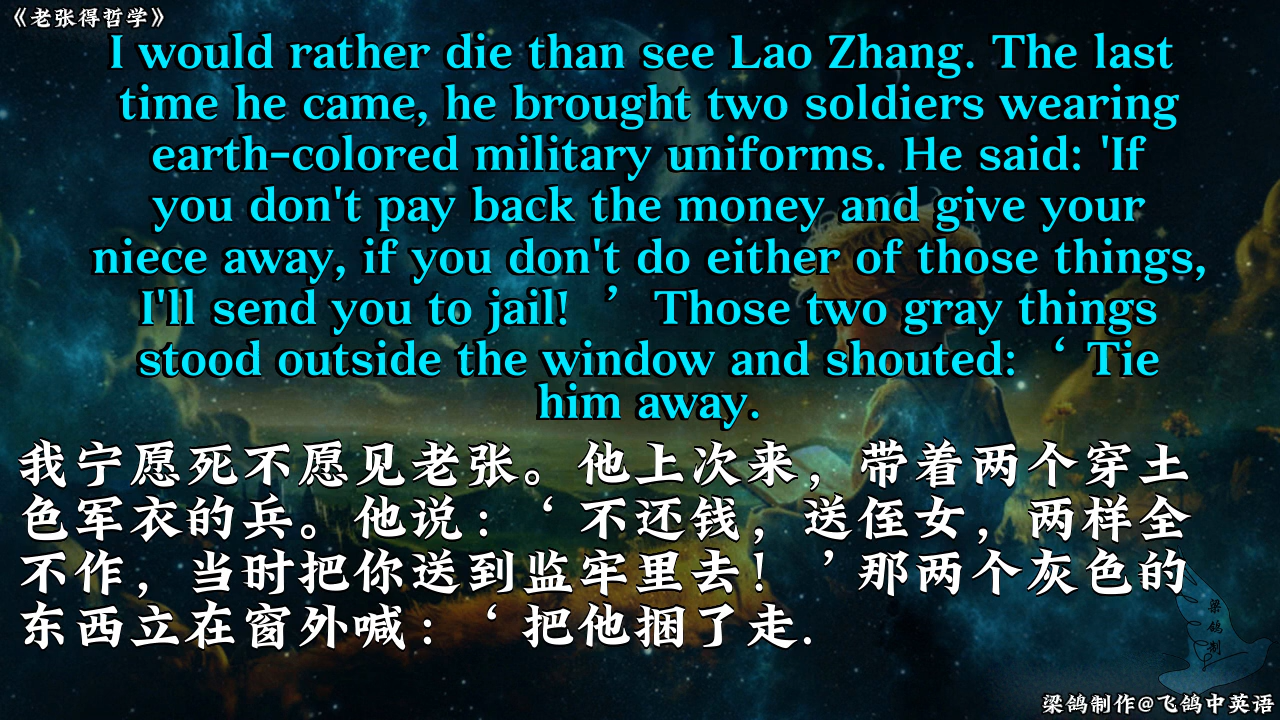 《老张得哲学》
I would rather die than see Lao Zhang. The last
time he came, he brought two soldiers wearing
earth-colored military uniforms. He said: 'If
you don't pay back the money and give your
niece away, if you don't do either of those things,
I'll send you to jail! ’ Those two gray things
stood outside the window and shouted: ‘ Tie
him away.
我宁愿死不愿见老张。他上次来，带着两个穿土
色军衣的兵。他说：‘不还钱，送侄女，两样全
不作，当时把你送到监牢里去！’那两个灰色的
东西立在窗外喊：‘把他捆了走.
梁鸽制
梁鸽制作@飞鸽中英语